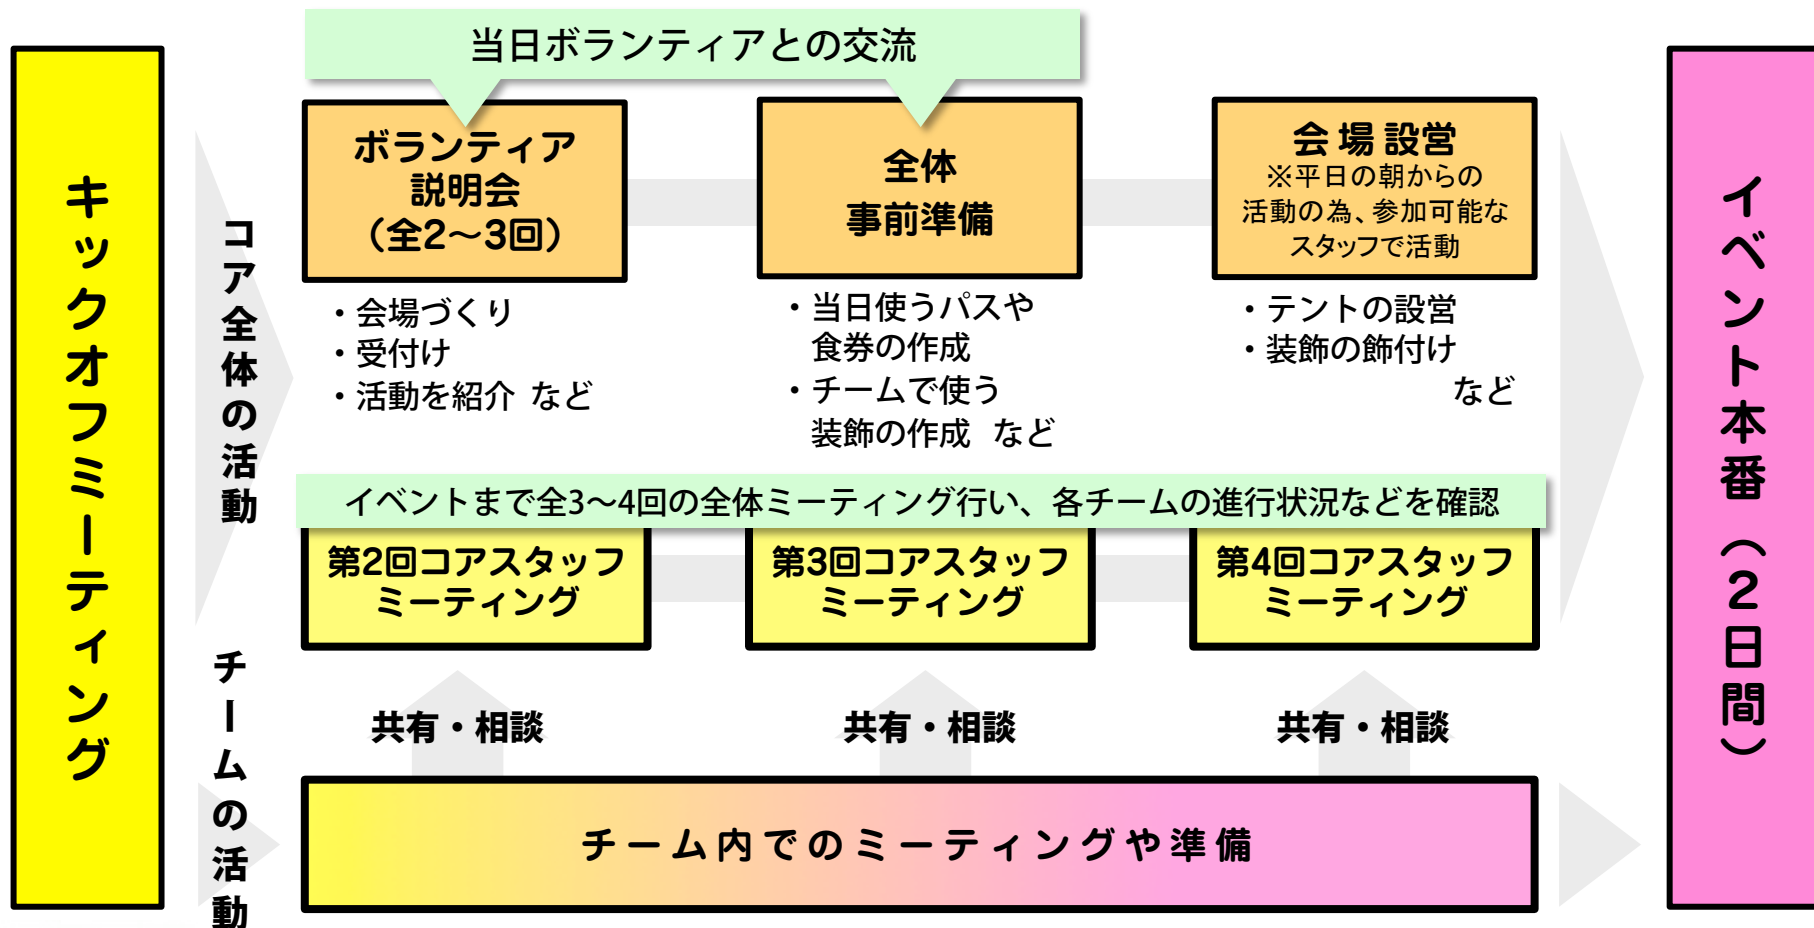 キックオフミーティング
コア全体の活動
チームの活動
当日ボランティアとの交流
ボランティア
説明会
（全2～3回）
・会場づくり
・受付け
・活動を紹介 など
全体
事前準備
・当日使うパスや
食券の作成
・チームで使う
装飾の作成 など
会場設営
※平日の朝からの
活動の為、参加可能な
スタッフで活動
・テントの設営
・装飾の飾付け
など
イベントまで全3～4回の全体ミーティング行い、各チームの進行状況などを確認
第2回コアスタッフ
ミーティング
第3回コアスタッフ
ミーティング
第4回コアスタッフ
ミーティング
共有・相談
共有・相談
共有・相談
チーム内でのミーティングや準備
イベント本番（2日間）